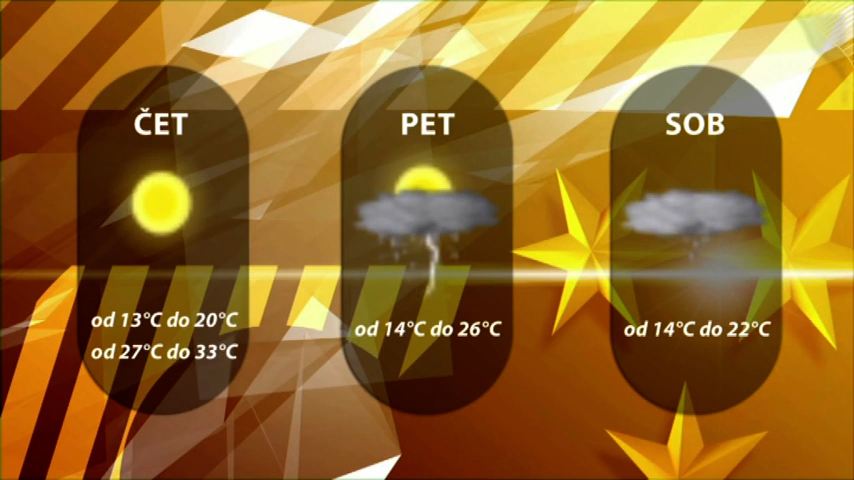 ČET
od 13°C do 20°C
od 27°C do 33°C
PET
od 14°C do 26°C
SOB
od 14°C do 22°C